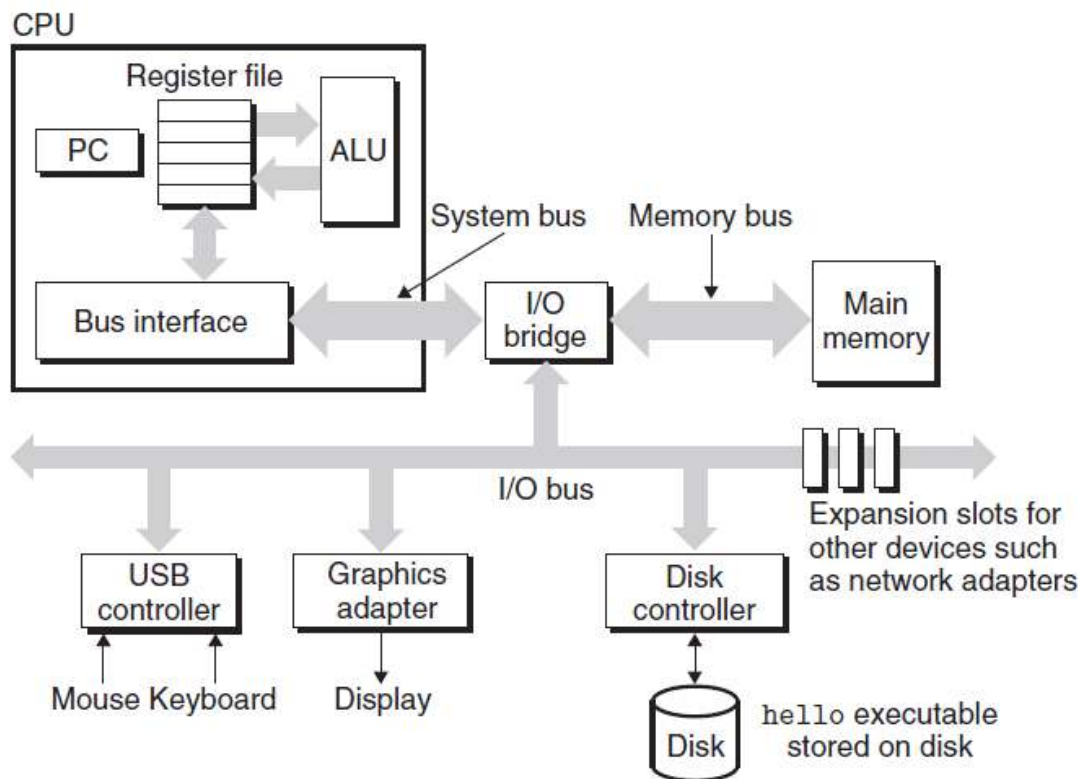 CPU
Register file
PC
ALU
System bus
Memory bus
Bus interface
I/O
bridge
Main
memory
I/O bus
Expansion slots for
other devices such
as network adapters
USB
controller
Graphics
adapter
Disk
controller
Mouse Keyboard
Display
Disk
hello executable
stored on disk